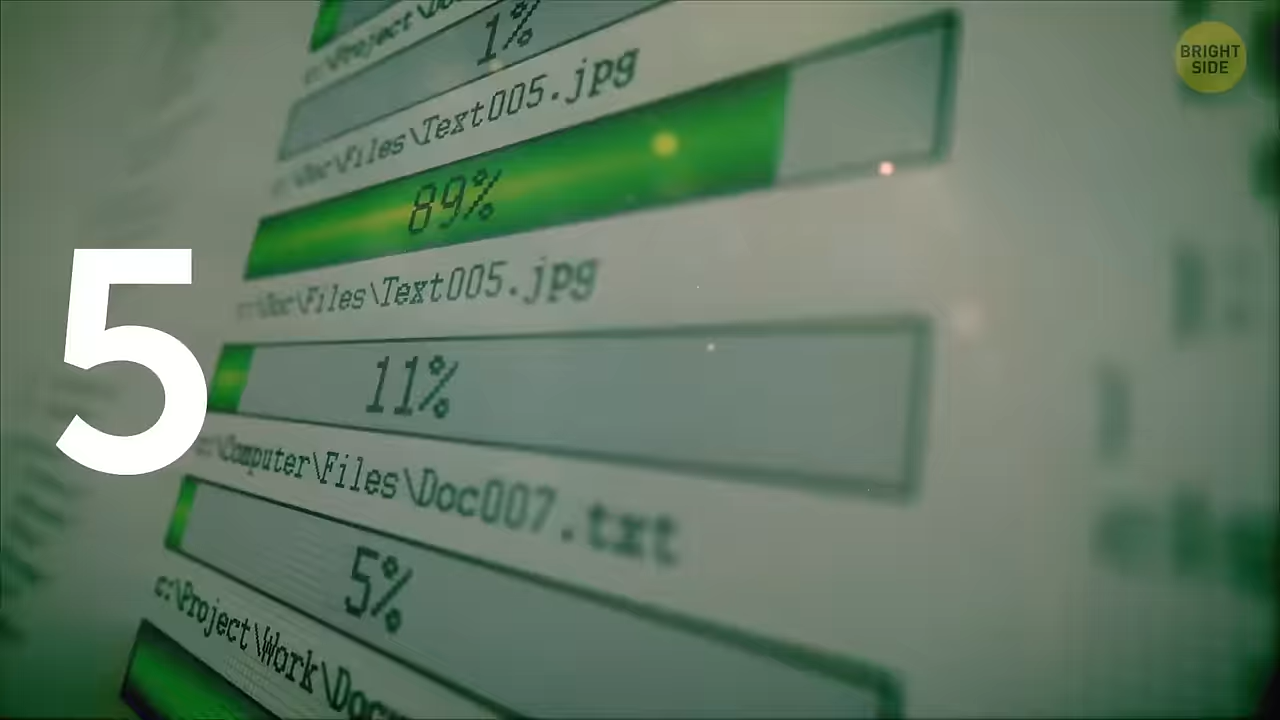 BRIGHT
SIDE
1%
c:\Doc\Files\Text005.jpg
89%
c:\Doc\Files\Text005.jpg
11%
c:\Computer\Files\Doc007.txt
5%
c:\Project\Work\Doc
5